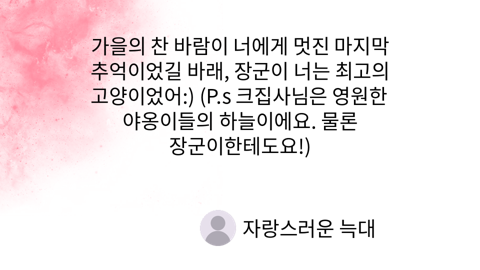 가을의 찬 바람이 너에게 멋진 마지막
추억이었길 바래, 장군이 너는 최고의
고양이었어:) (P.s 크집사님은 영원한
야옹이들의 하늘이에요. 물론
장군이한테도요!)
자랑스러운 늑대